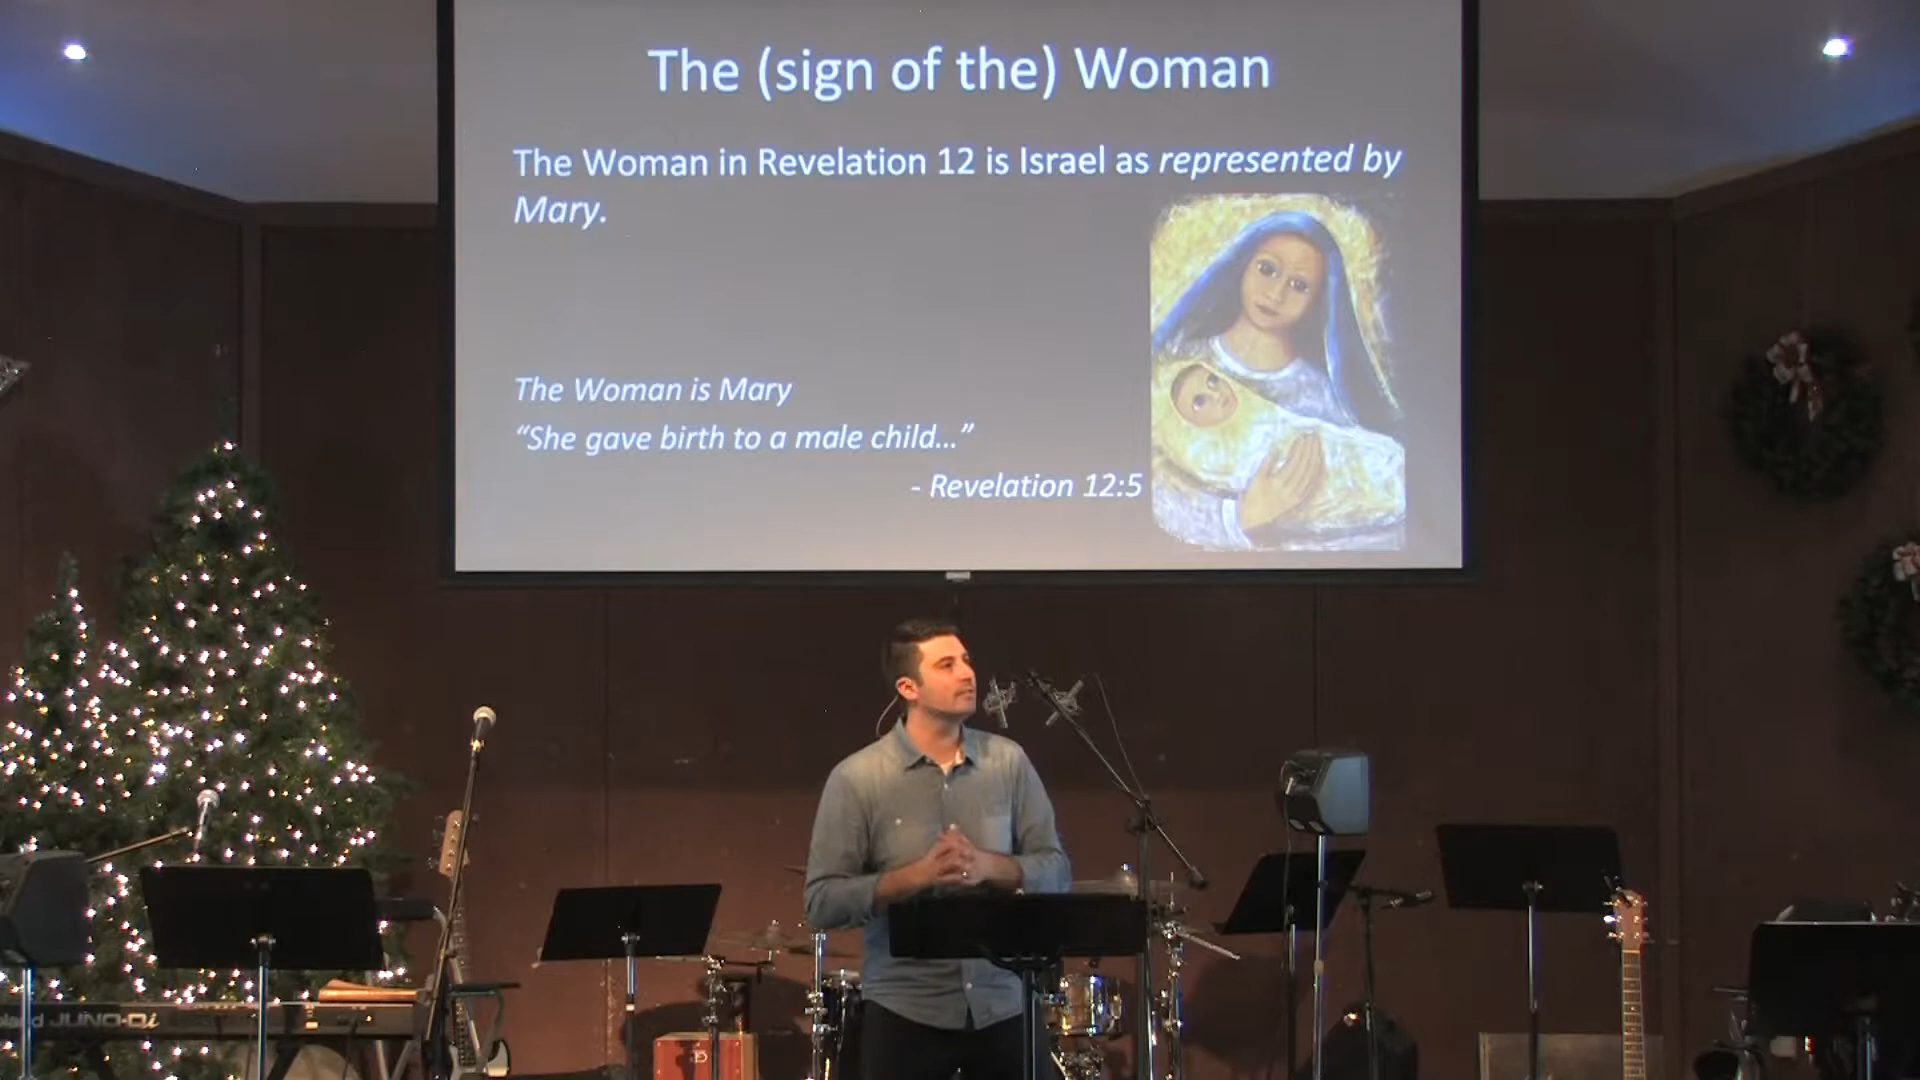 The (sign of the) Woman
The Woman in Revelation 12 is Israel as represented by
Mary.
The Woman is Mary
“She gave birth to a male child…”
- Revelation 12:5
JUNO-Di